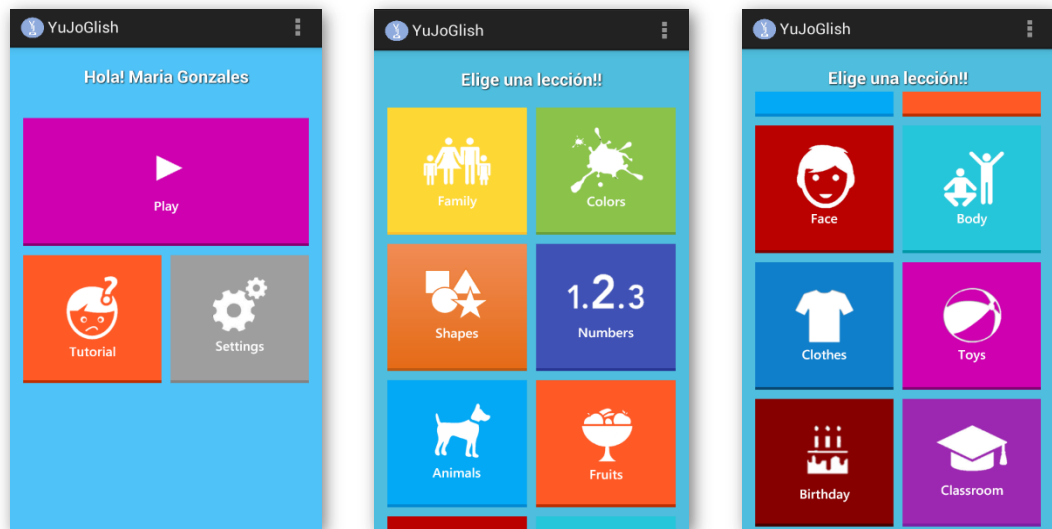 YuJoGlish
Hola! Maria Gonzales
Play
Tutorial
Settings
YuJoGlish
Elige una lección!!
Family
Colors
Shapes
1.2.3
Numbers
Animals
Fruits
YuJoGlish
Elige una lección!!
Face
Body
Clothes
Toys
Birthday
Classroom